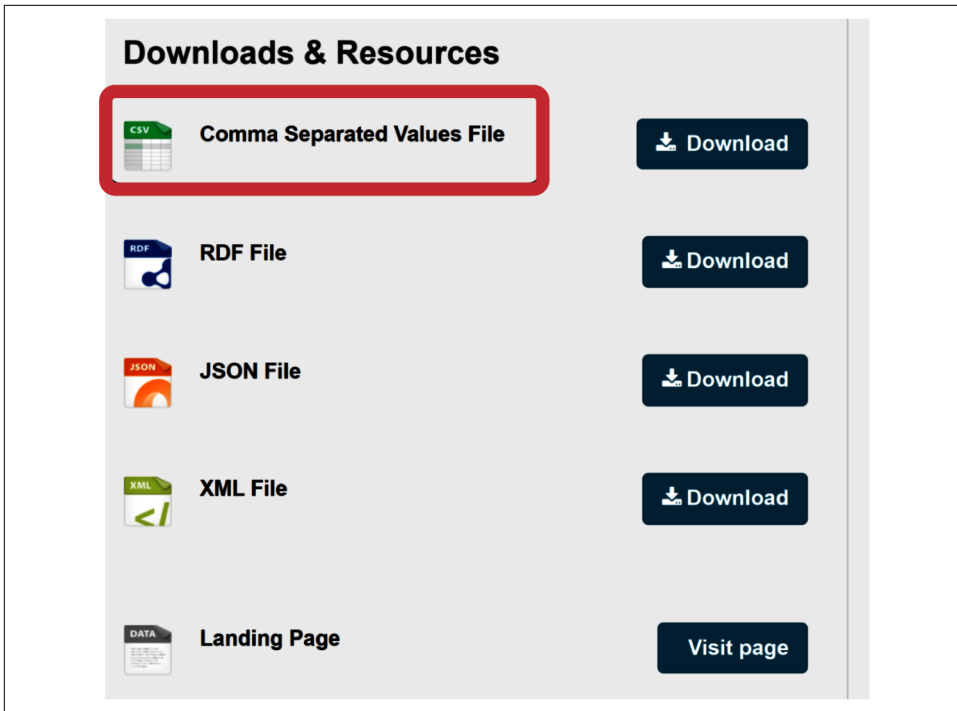 Downloads & Resources
CSV
Comma Separated Values File
Download
RDF
RDF File
Download
JSON
JSON File
Download
XML
XML File
</
Download
DATA
Landing Page
Visit page